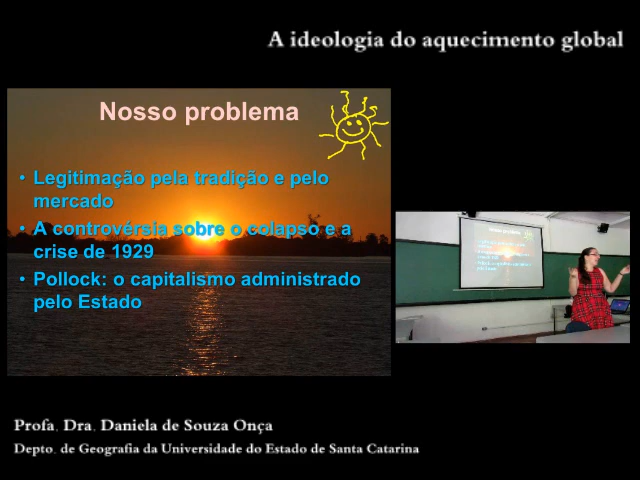 A ideologia do aquecimento global
Nosso problema
• Legitimação pela tradição e pelo
mercado
• A controvérsia sobre o colapso e a
crise de 1929
• Pollock: o capitalismo administrado
pelo Estado
Nosso problema
Profa. Dra. Daniela de Souza Onça
Depto. de Geografia da Universidade do Estado de Santa Catarina